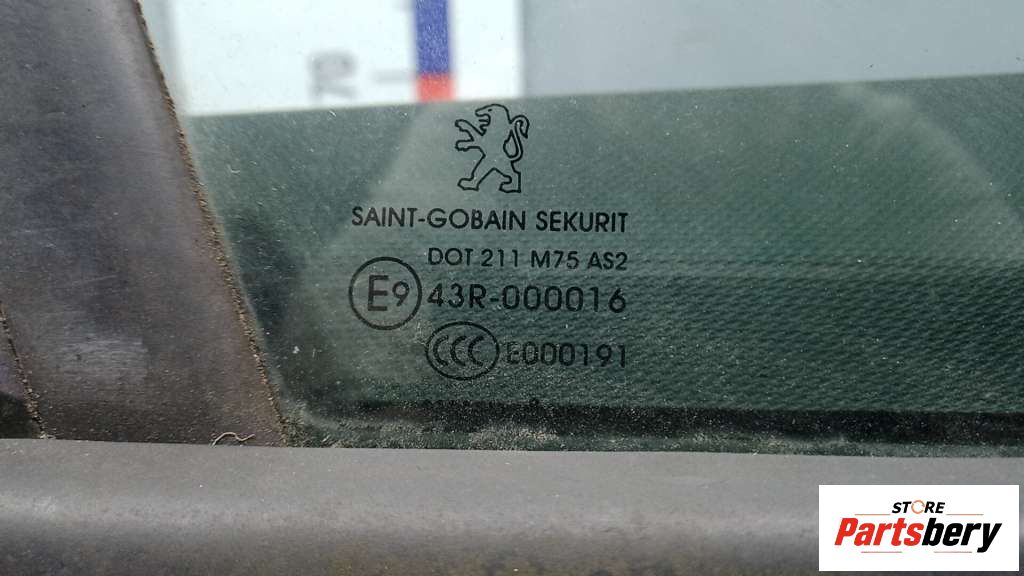 SAINT-GOBAIN SEKURIT
DOT 211 M75 AS2
E9 43R-000016
CCC E000191
STORE
Partsbery